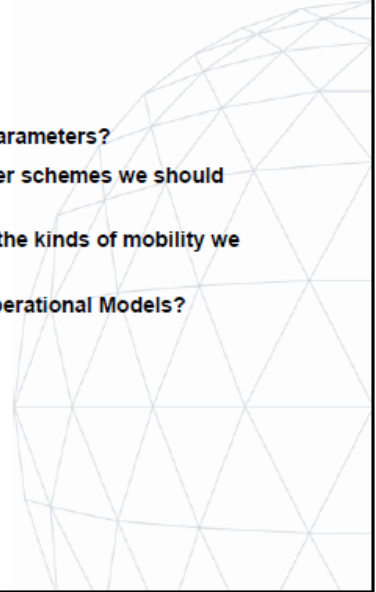 arameters?
er schemes we should
the kinds of mobility we
perational Models?